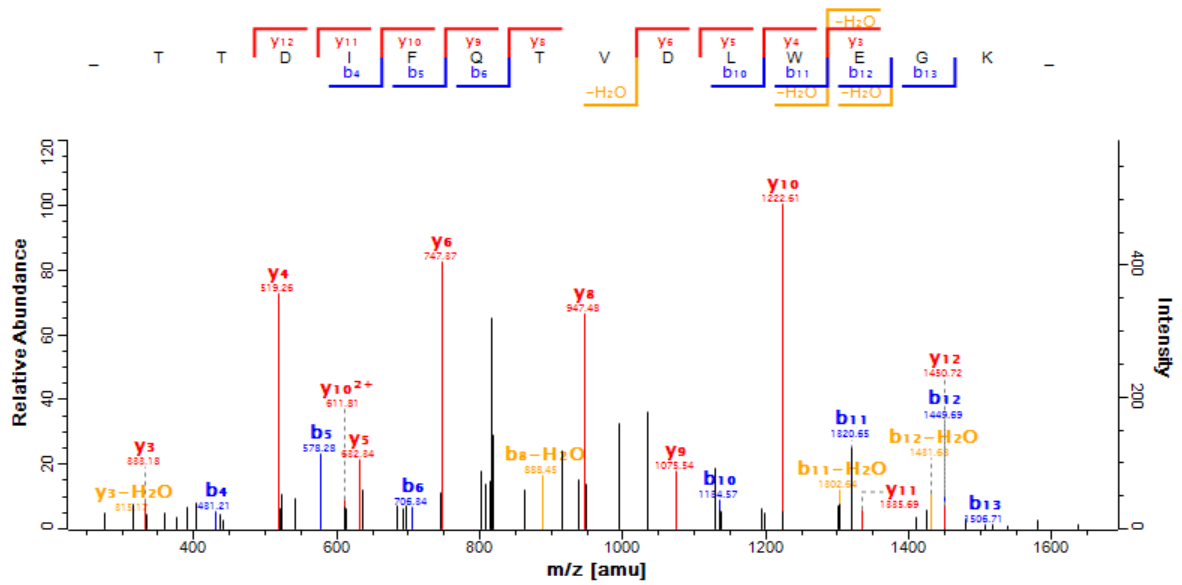 −H₂O
y₁₂ y₁₁ y₁₀ y₉ y₈ y₆ y₅ y₄ y₃
_ T T D I F Q T V D L W E G K _
b₄ b₅ b₆ b₁₀ b₁₁ b₁₂ b₁₃
−H₂O −H₂O −H₂O
120
100
80
60
40
20
0
Relative Abundance
400
200
0
Intensity
y₁₀
1222.61
y₆
747.37
y₄
519.26
y₈
947.48
y₁₂
1450.72
y₁₀²⁺
611.81
b₁₂
1449.69
b₁₁
1320.65
b₅
578.28
y₅
632.34
y₃
333.18
b₁₂−H₂O
1431.68
b₈−H₂O
888.45
y₉
1075.54
b₁₁−H₂O
1302.64
y₃−H₂O
315.17
b₄
431.21
b₆
706.34
b₁₀
1134.57
y₁₁
1335.69
b₁₃
1506.71
400 600 800 1000 1200 1400 1600
m/z [amu]